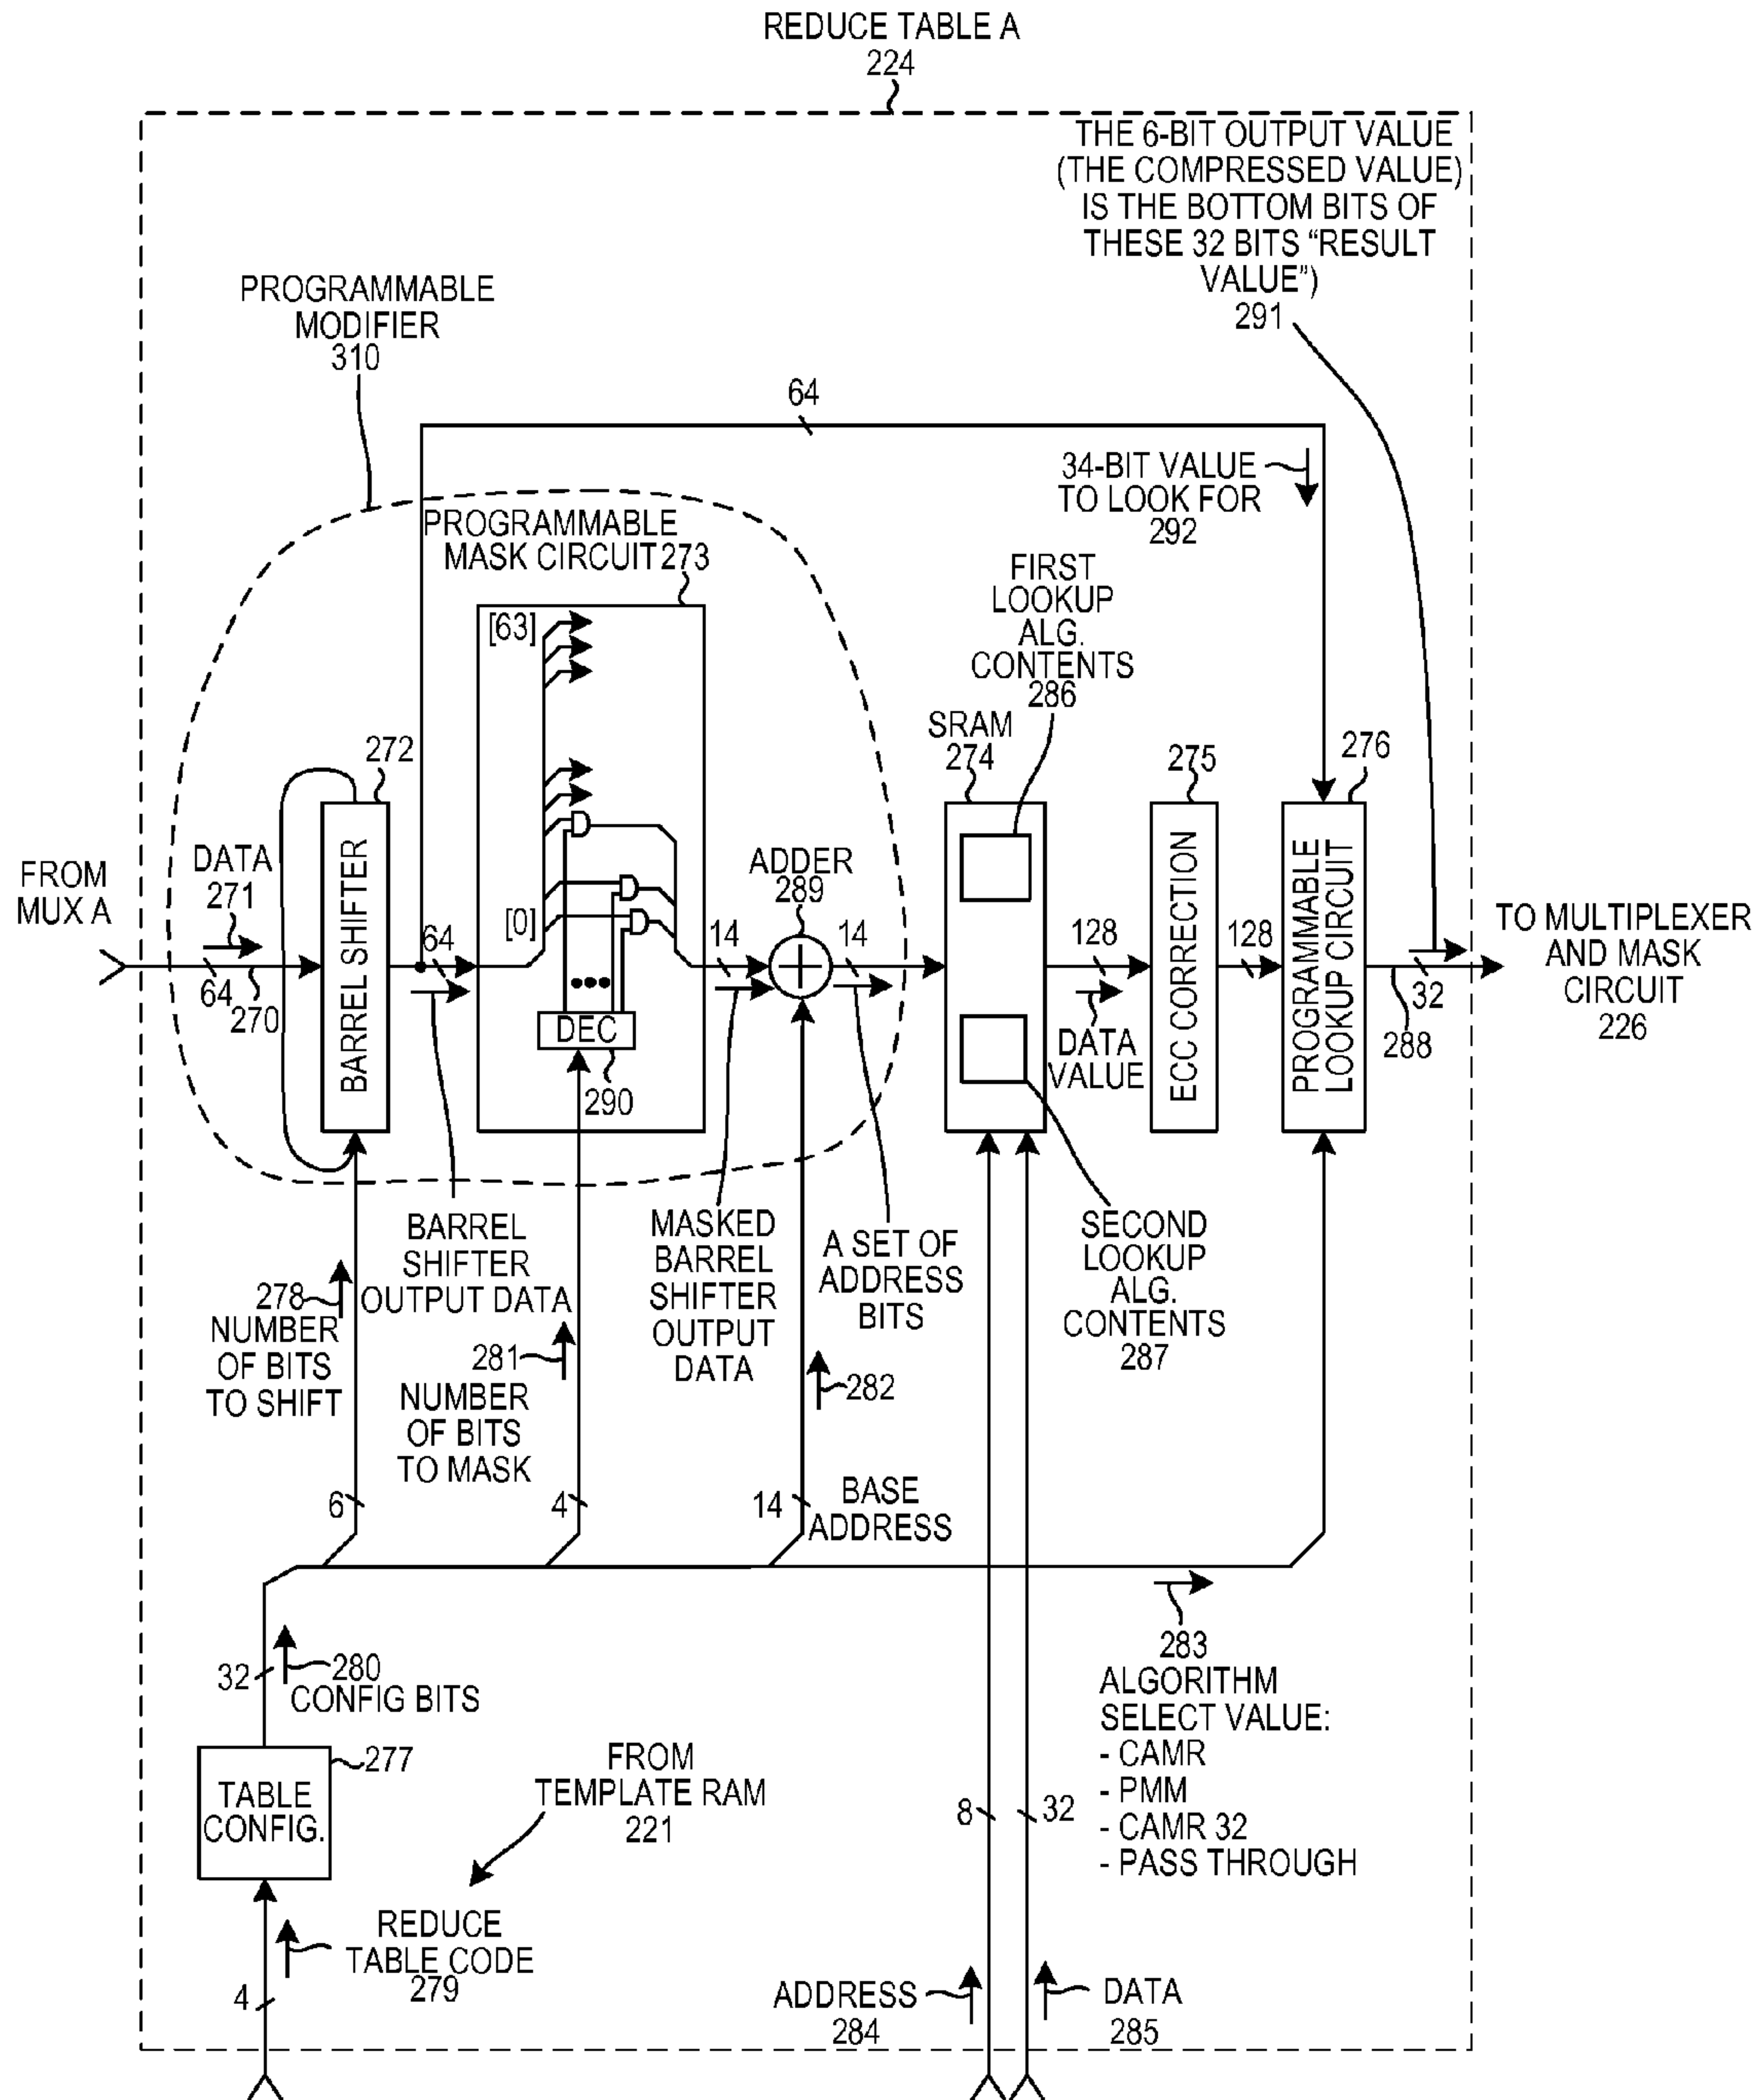 REDUCE TABLE A
224
THE 6-BIT OUTPUT VALUE
(THE COMPRESSED VALUE)
IS THE BOTTOM BITS OF
THESE 32 BITS “RESULT
VALUE”)
291
PROGRAMMABLE
MODIFIER
310
64
34-BIT VALUE
TO LOOK FOR
292
PROGRAMMABLE
MASK CIRCUIT 273
FIRST
LOOKUP
ALG.
CONTENTS
286
[63]
SRAM
274
272
275
276
FROM
MUX A
DATA
271
64
270
BARREL SHIFTER
64
[0]
DEC
290
14
ADDER
289
14
128
DATA
VALUE
ECC CORRECTION
128
PROGRAMMABLE
LOOKUP CIRCUIT
32
288
TO MULTIPLEXER
AND MASK
CIRCUIT
226
BARREL
SHIFTER
OUTPUT DATA
MASKED
BARREL
SHIFTER
OUTPUT
DATA
A SET OF
ADDRESS
BITS
SECOND
LOOKUP
ALG.
CONTENTS
287
278
NUMBER
OF BITS
TO SHIFT
281
NUMBER
OF BITS
TO MASK
282
6
4
14
BASE
ADDRESS
283
ALGORITHM
SELECT VALUE:
- CAMR
- PMM
- CAMR 32
- PASS THROUGH
32
280
CONFIG BITS
277
TABLE
CONFIG.
FROM
TEMPLATE RAM
221
8
32
REDUCE
TABLE CODE
279
4
ADDRESS
284
DATA
285